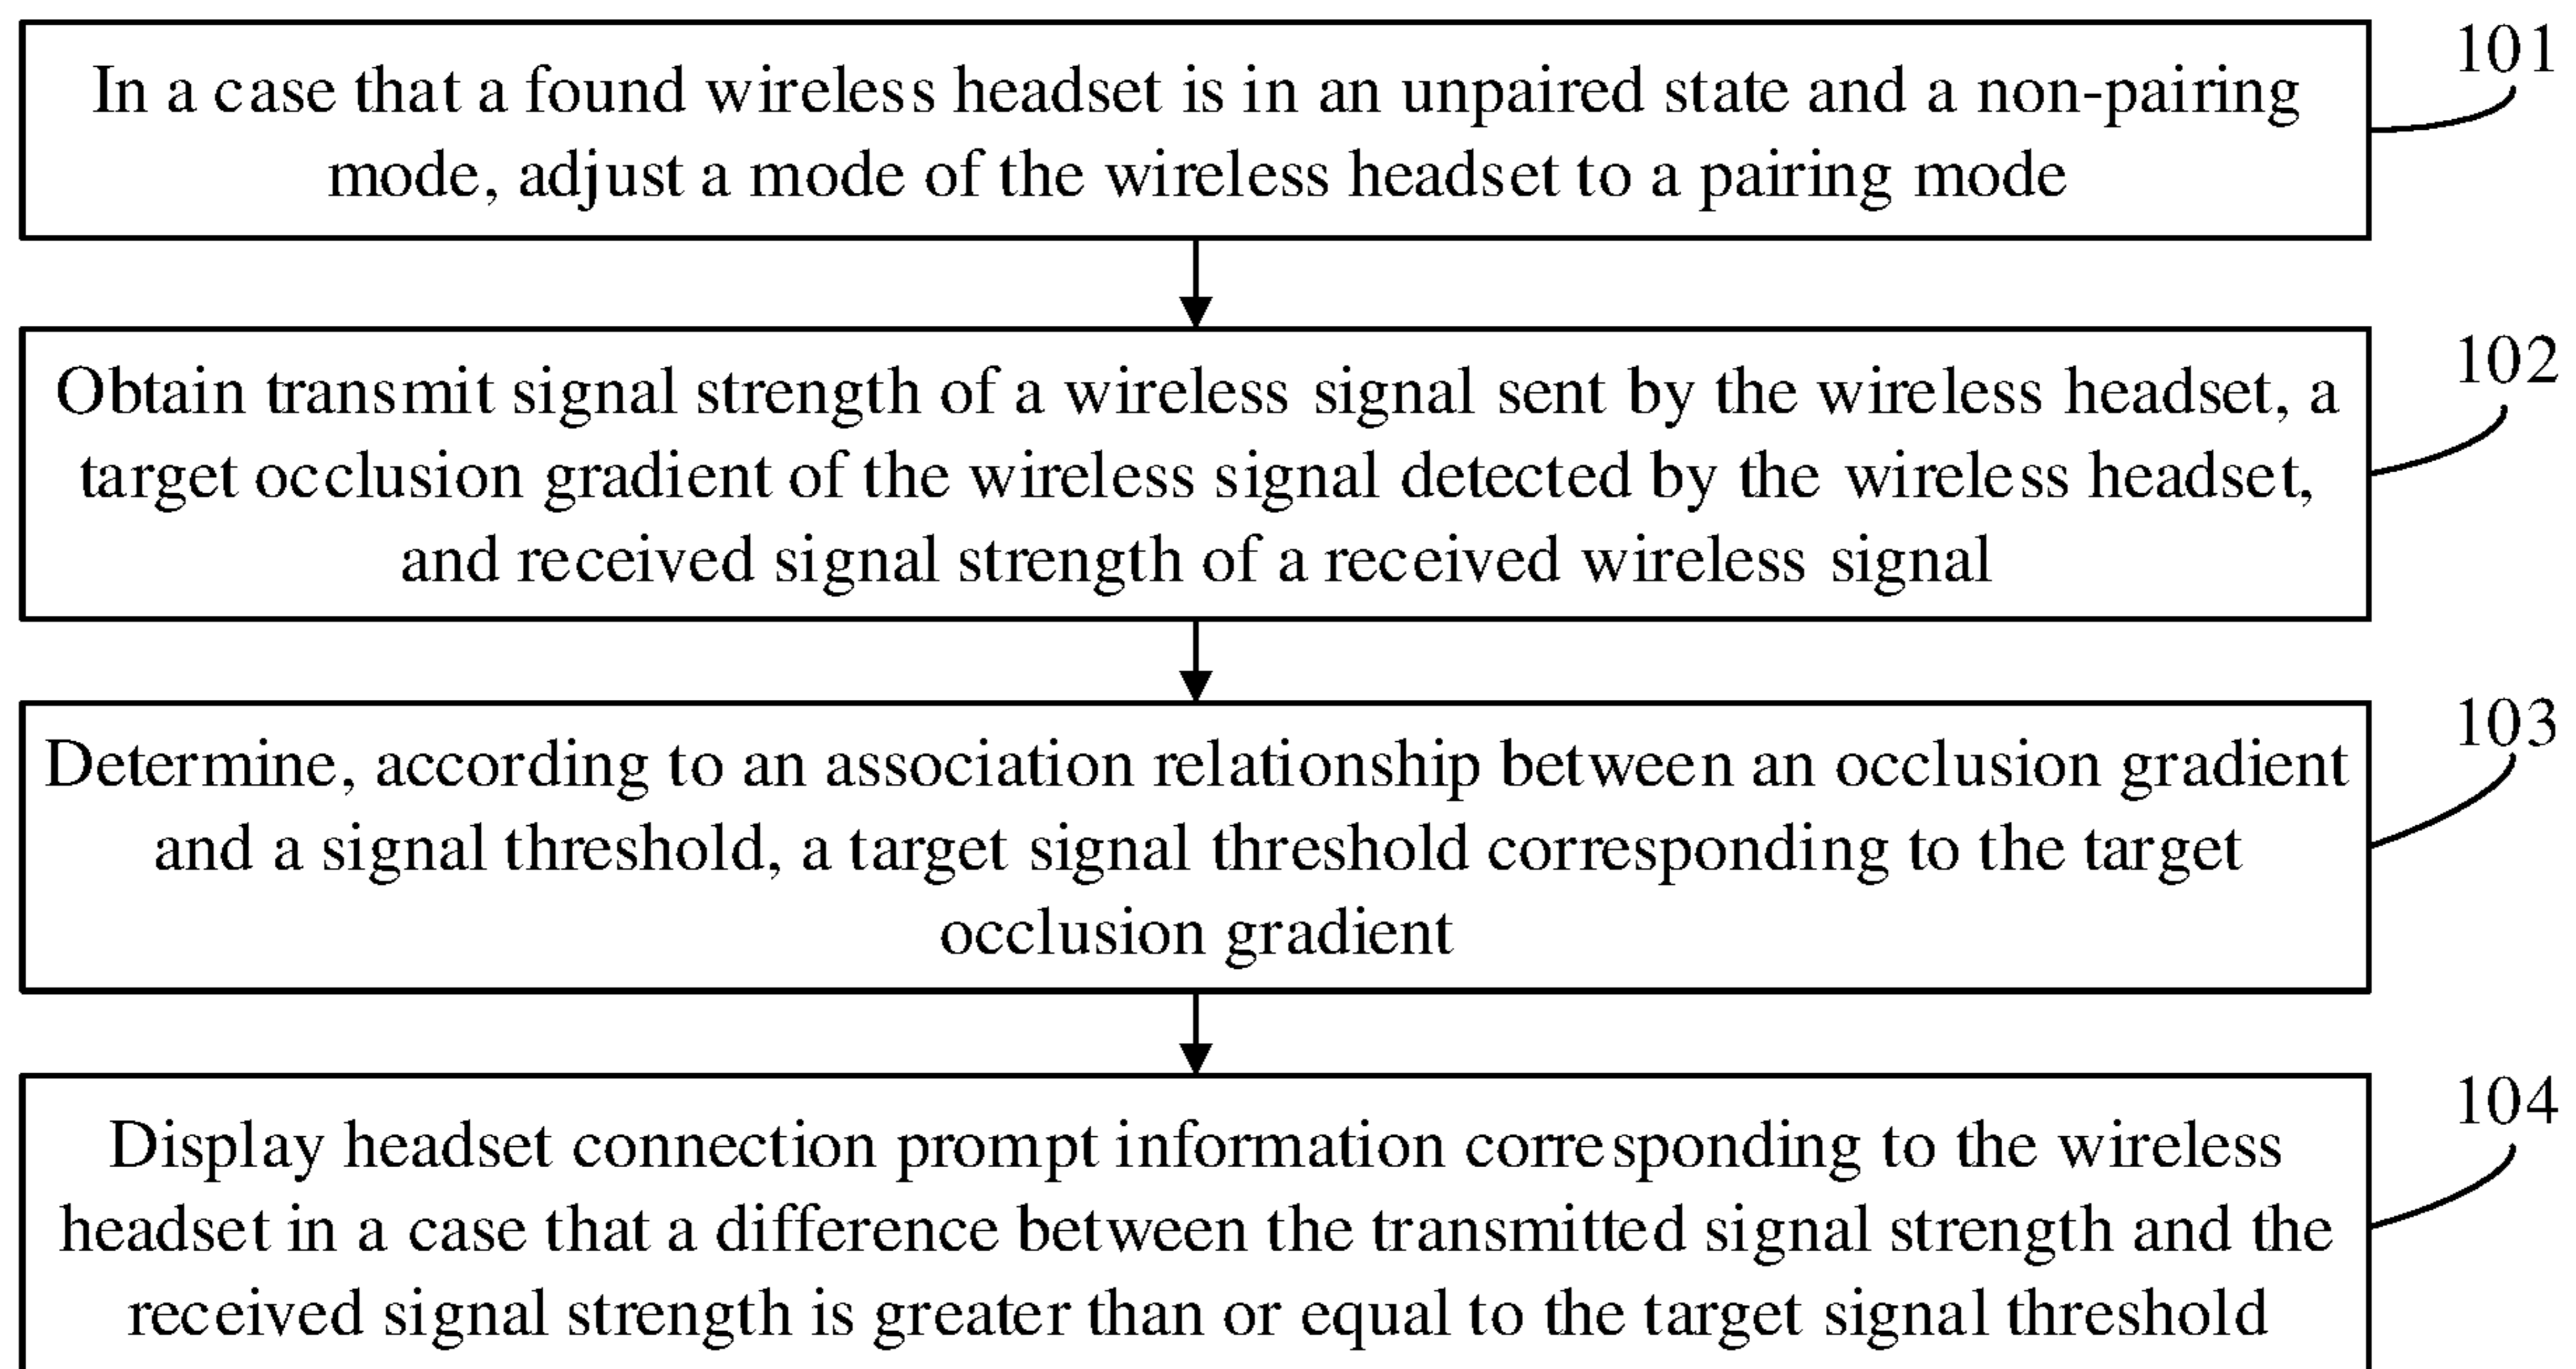 In a case that a found wireless headset is in an unpaired state and a non-pairing
mode, adjust a mode of the wireless headset to a pairing mode
101
Obtain transmit signal strength of a wireless signal sent by the wireless headset, a
target occlusion gradient of the wireless signal detected by the wireless headset,
and received signal strength of a received wireless signal
102
Determine, according to an association relationship between an occlusion gradient
and a signal threshold, a target signal threshold corresponding to the target
occlusion gradient
103
Display headset connection prompt information corresponding to the wireless
headset in a case that a difference between the transmitted signal strength and the
received signal strength is greater than or equal to the target signal threshold
104